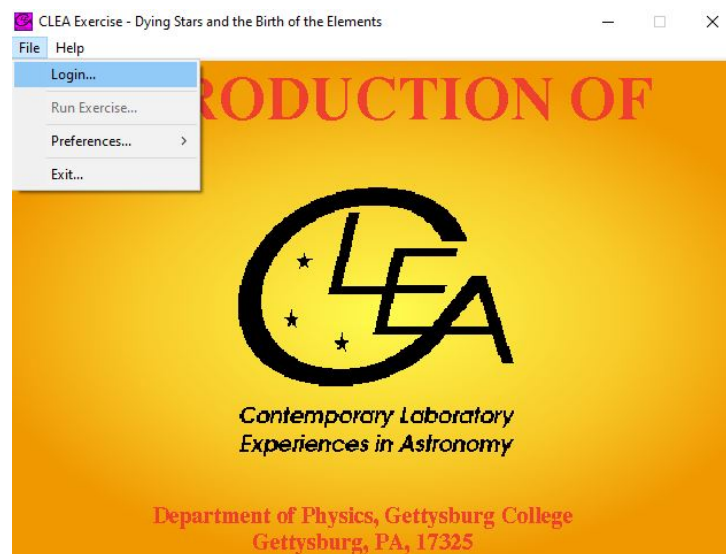 CLEA Exercise - Dying Stars and the Birth of the Elements
File Help
Login...
Run Exercise...
Preferences...
Exit...
RODUCTION OF
CLEA
Contemporary Laboratory
Experiences in Astronomy
Department of Physics, Gettysburg College
Gettysburg, PA, 17325